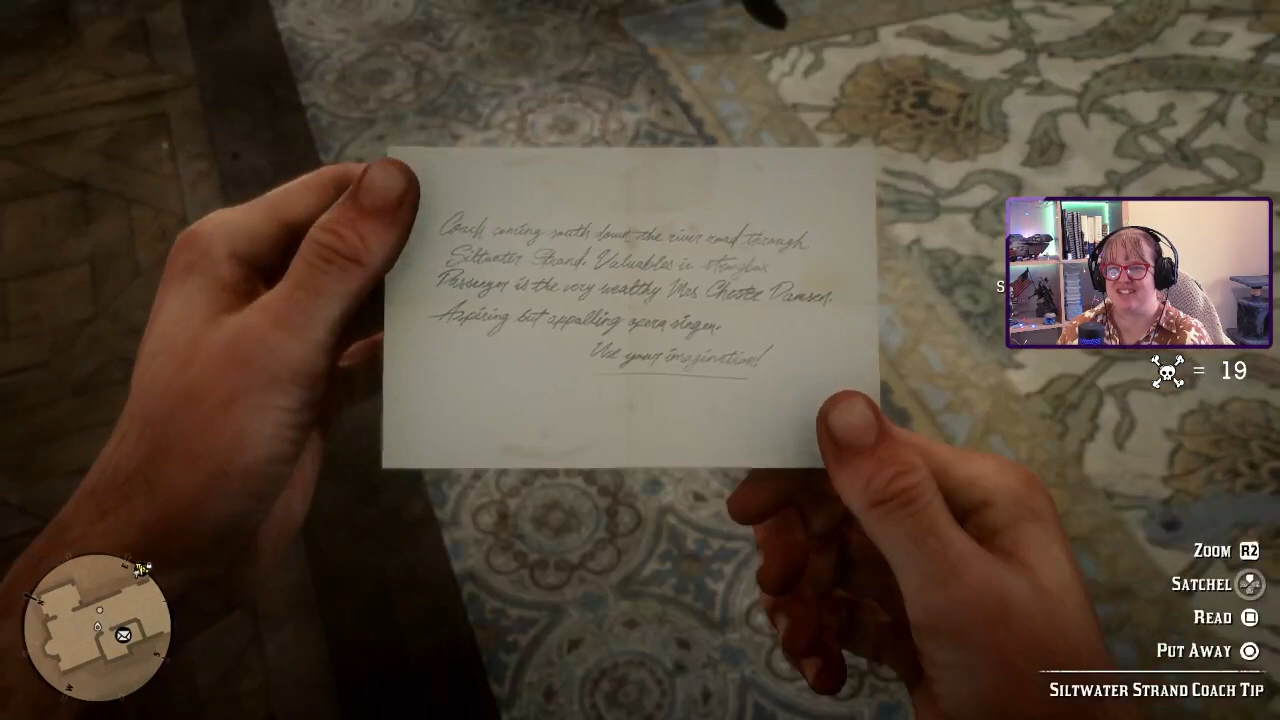 Coach coming south down the river road through
Siltwater Strand. Valuables in strongbox.
Passenger is the very wealthy Mrs Chester Damsen.
Aspiring but appalling opera singer.
Use your imagination!
S
= 19
ZOOM R2
SATCHEL
READ
PUT AWAY
SILTWATER STRAND COACH TIP